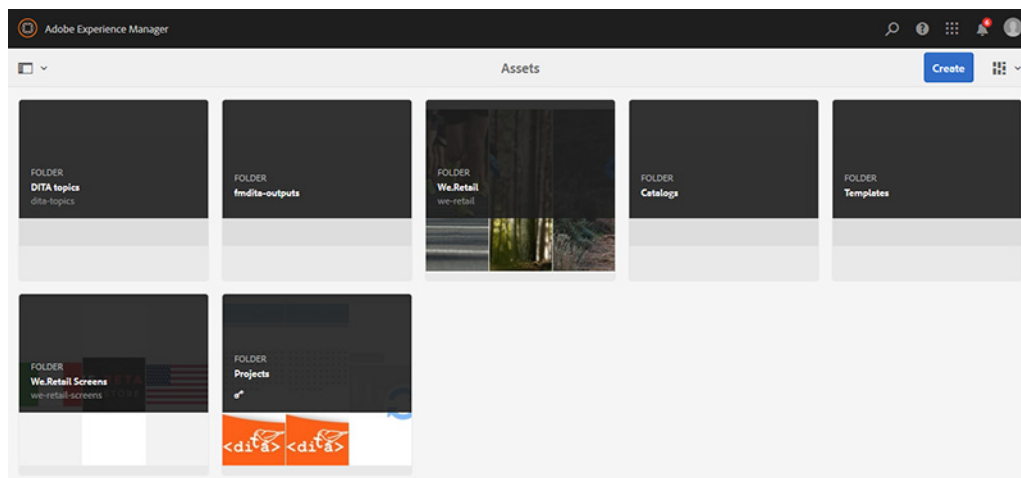 Adobe Experience Manager
6
Assets
Create
FOLDER
DITA topics
dita-topics
FOLDER
fmdita-outputs
FOLDER
We.Retail
we-retail
FOLDER
Catalogs
FOLDER
Templates
FOLDER
We.Retail Screens
we-retail-screens
FOLDER
Projects
<dita> <dita>